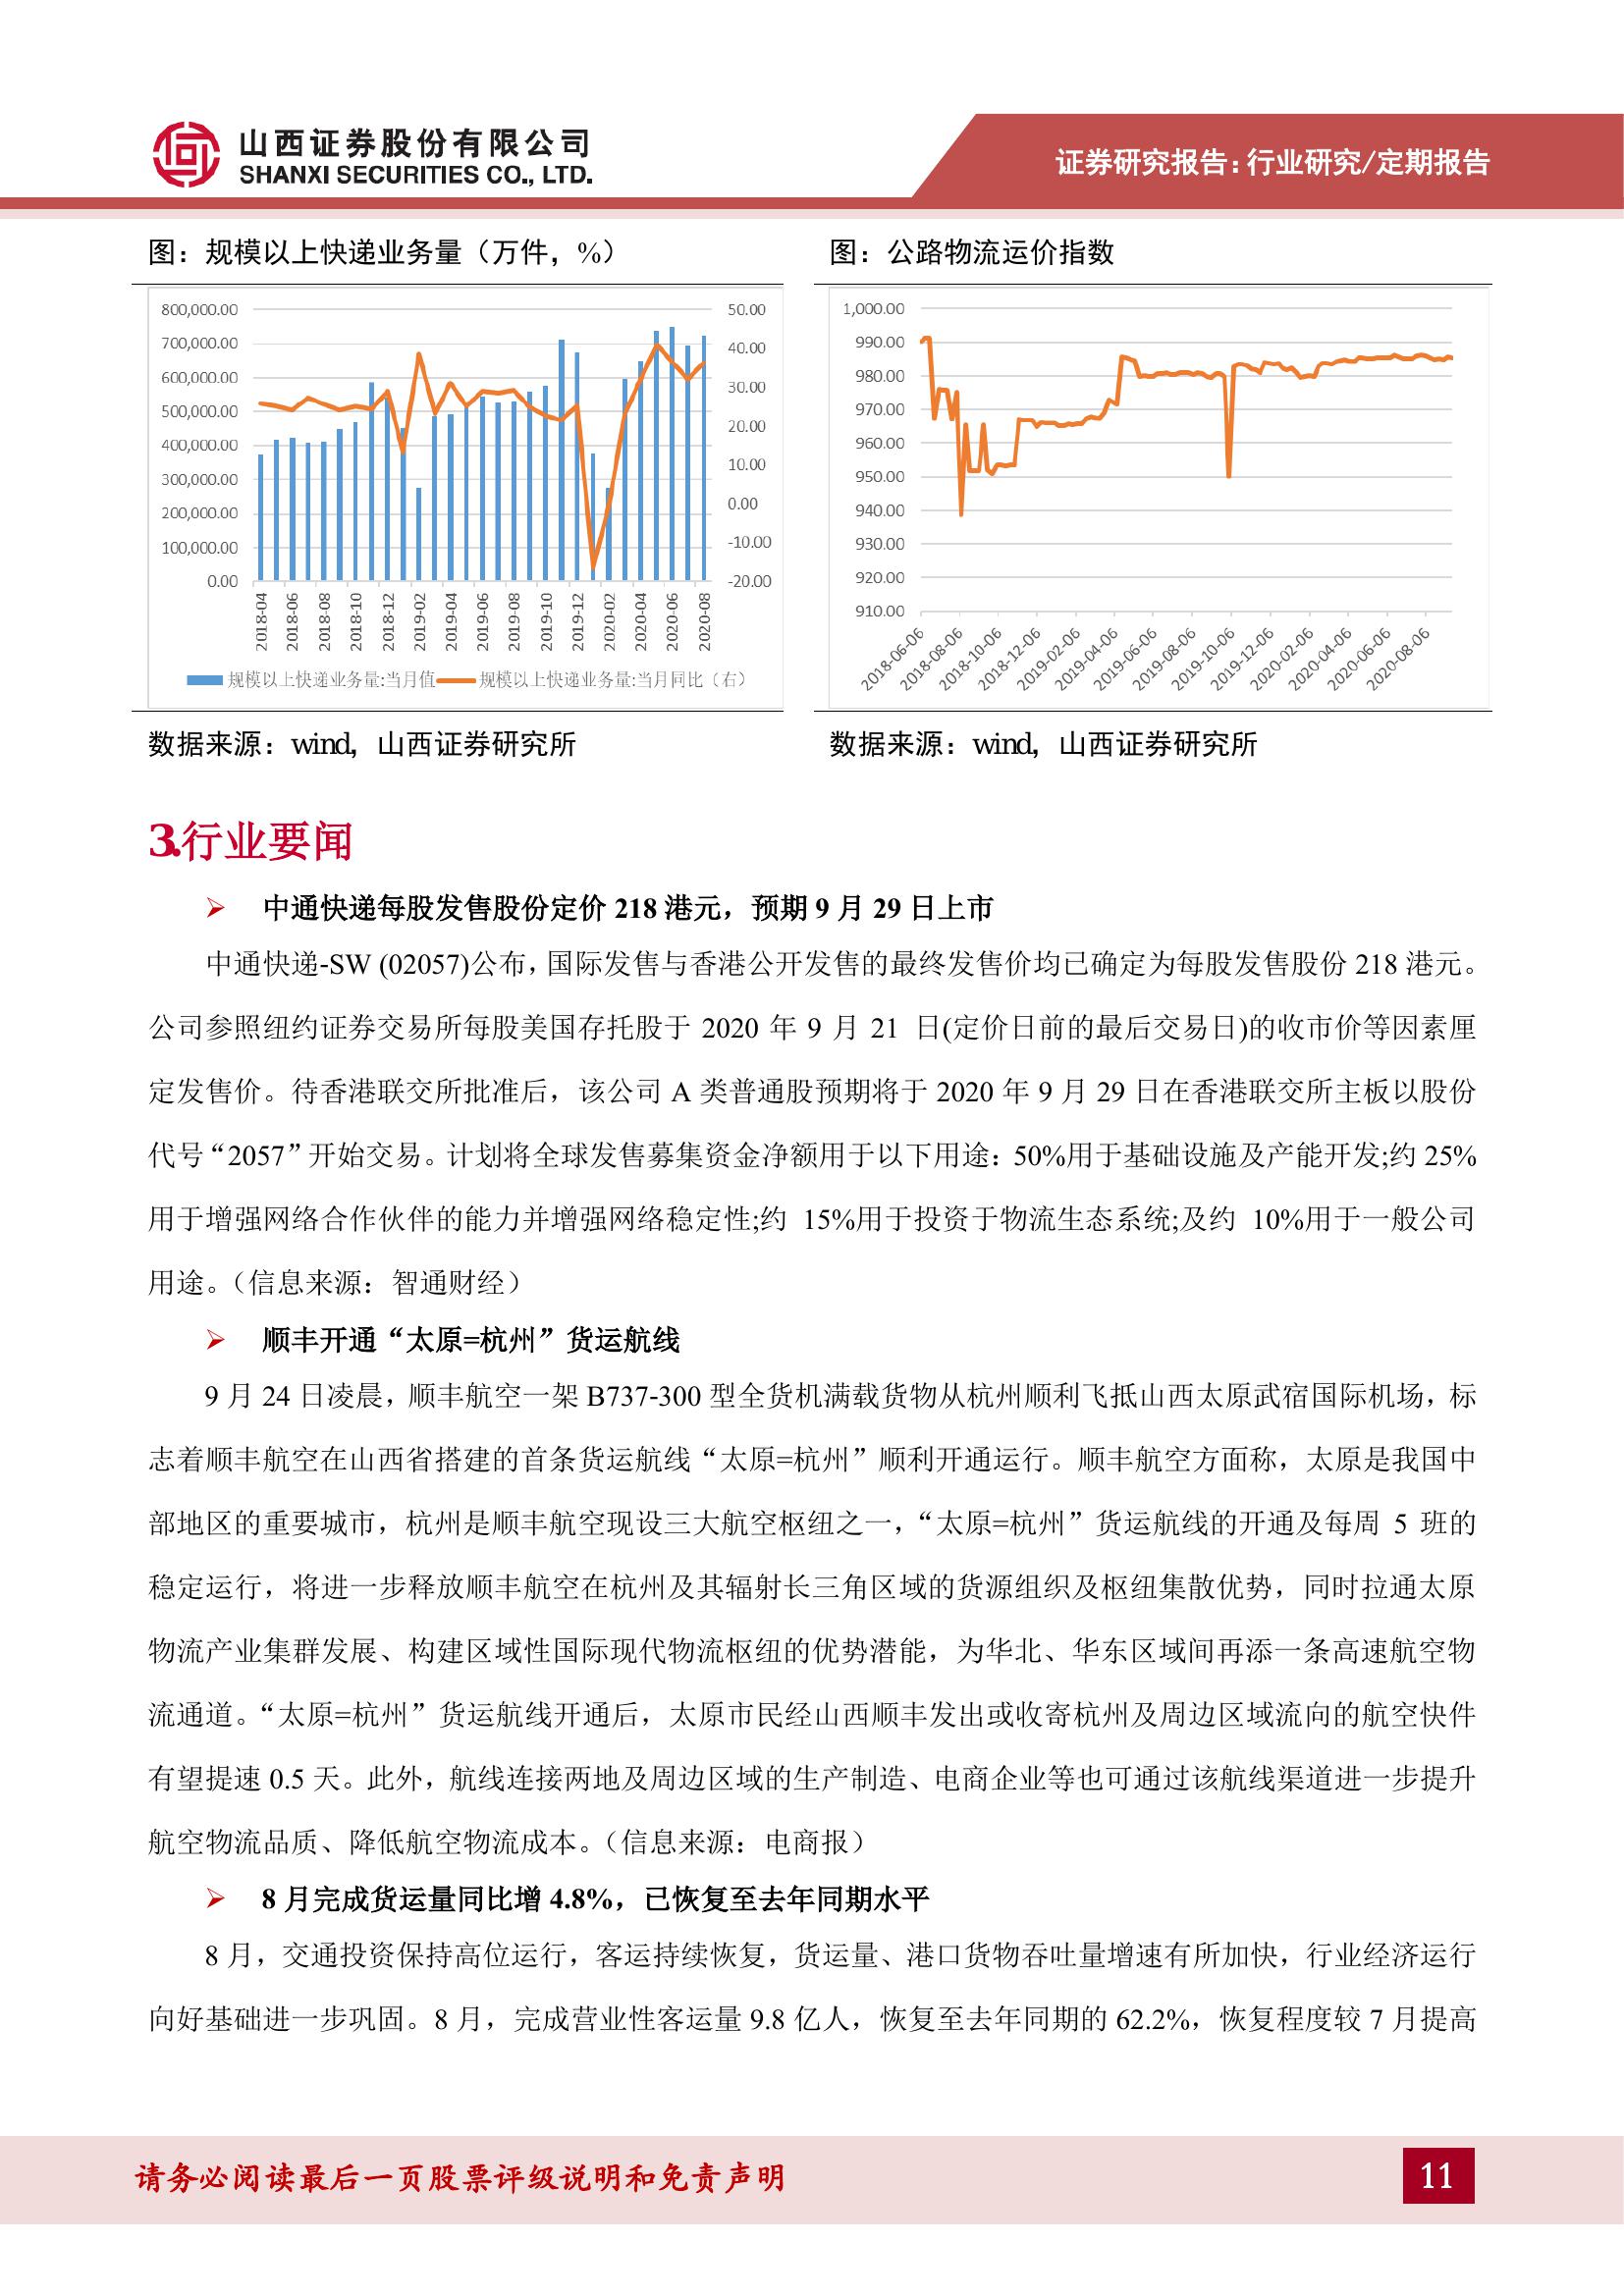 山西证券股份有限公司
SHANXI SECURITIES CO., LTD.
证券研究报告：行业研究/定期报告
图：规模以上快递业务量（万件，%）
800,000.00
700,000.00
600,000.00
500,000.00
400,000.00
300,000.00
200,000.00
100,000.00
0.00
50.00
40.00
30.00
20.00
10.00
0.00
-10.00
-20.00
2018-04
2018-06
2018-08
2018-10
2018-12
2019-02
2019-04
2019-06
2019-08
2019-10
2019-12
2020-02
2020-04
2020-06
2020-08
规模以上快递业务量:当月值
规模以上快递业务量:当月同比（右）
数据来源：wind，山西证券研究所
图：公路物流运价指数
1,000.00
990.00
980.00
970.00
960.00
950.00
940.00
930.00
920.00
910.00
2018-06-06
2018-08-06
2018-10-06
2018-12-06
2019-02-06
2019-04-06
2019-06-06
2019-08-06
2019-10-06
2019-12-06
2020-02-06
2020-04-06
2020-06-06
2020-08-06
数据来源：wind，山西证券研究所
3.行业要闻
➢ 中通快递每股发售股份定价 218 港元，预期 9 月 29 日上市
中通快递-SW (02057)公布，国际发售与香港公开发售的最终发售价均已确定为每股发售股份 218 港元。
公司参照纽约证券交易所每股美国存托股于 2020 年 9 月 21 日(定价日前的最后交易日)的收市价等因素厘
定发售价。待香港联交所批准后，该公司 A 类普通股预期将于 2020 年 9 月 29 日在香港联交所主板以股份
代号“2057”开始交易。计划将全球发售募集资金净额用于以下用途：50%用于基础设施及产能开发;约 25%
用于增强网络合作伙伴的能力并增强网络稳定性;约 15%用于投资于物流生态系统;及约 10%用于一般公司
用途。（信息来源：智通财经）
➢ 顺丰开通“太原=杭州”货运航线
9 月 24 日凌晨，顺丰航空一架 B737-300 型全货机满载货物从杭州顺利飞抵山西太原武宿国际机场，标
志着顺丰航空在山西省搭建的首条货运航线“太原=杭州”顺利开通运行。顺丰航空方面称，太原是我国中
部地区的重要城市，杭州是顺丰航空现设三大航空枢纽之一，“太原=杭州”货运航线的开通及每周 5 班的
稳定运行，将进一步释放顺丰航空在杭州及其辐射长三角区域的货源组织及枢纽集散优势，同时拉通太原
物流产业集群发展、构建区域性国际现代物流枢纽的优势潜能，为华北、华东区域间再添一条高速航空物
流通道。“太原=杭州”货运航线开通后，太原市民经山西顺丰发出或收寄杭州及周边区域流向的航空快件
有望提速 0.5 天。此外，航线连接两地及周边区域的生产制造、电商企业等也可通过该航线渠道进一步提升
航空物流品质、降低航空物流成本。（信息来源：电商报）
➢ 8 月完成货运量同比增 4.8%，已恢复至去年同期水平
8 月，交通投资保持高位运行，客运持续恢复，货运量、港口货物吞吐量增速有所加快，行业经济运行
向好基础进一步巩固。8 月，完成营业性客运量 9.8 亿人，恢复至去年同期的 62.2%，恢复程度较 7 月提高
请务必阅读最后一页股票评级说明和免责声明
11